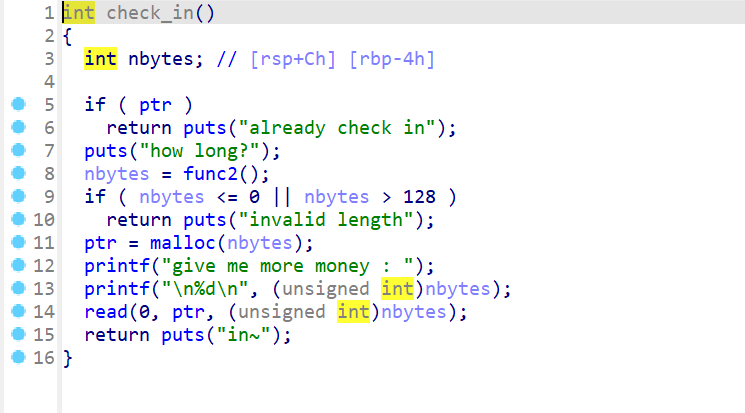 1 int check_in()
2 {
3 int nbytes; // [rsp+Ch] [rbp-4h]
4
5 if ( ptr )
6 return puts("already check in");
7 puts("how long?");
8 nbytes = func2();
9 if ( nbytes <= 0 || nbytes > 128 )
10 return puts("invalid length");
11 ptr = malloc(nbytes);
12 printf("give me more money : ");
13 printf("\n%d\n", (unsigned int)nbytes);
14 read(0, ptr, (unsigned int)nbytes);
15 return puts("in~");
16 }